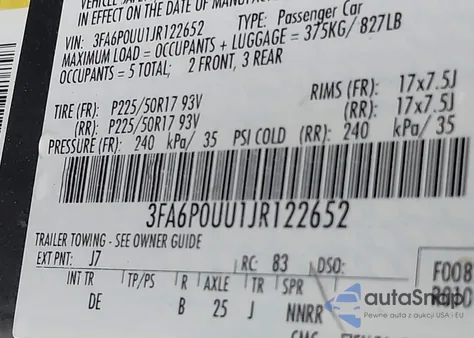 IN EFFECT ON THE DATE OF
VIN: 3FA6P0UU1JR122652 TYPE: Passenger Car
MAXIMUM LOAD = OCCUPANTS + LUGGAGE = 375KG/ 827LB
OCCUPANTS = 5 TOTAL; 2 FRONT, 3 REAR
RIMS (FR): 17x7.5J
TIRE (FR): P225/50R17 93V (RR): 17x7.5J
(RR): P225/50R17 93V
PRESSURE (FR): 240 kPa/ 35 PSI COLD (RR): 240 kPa/ 35
3FA6P0UU1JR122652
TRAILER TOWING - SEE OWNER GUIDE
EXT PNT: J7 RC: 83 DSO: F008
INT TR TP/PS R AXLE TR SPR
DE B 25 J NNRR
autoSnap
Pewne auta z aukcji USA - EU